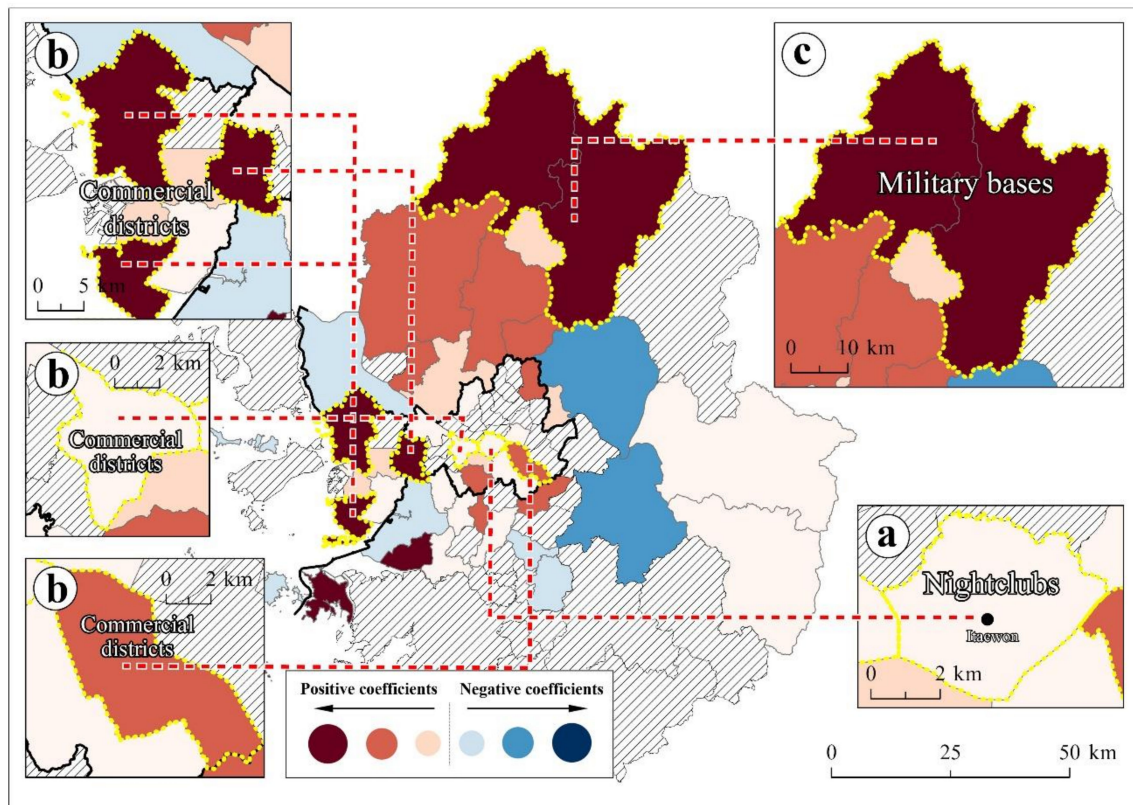 b
Commercial
districts
0 5 km
c
Military bases
0 10 km
b
0 2 km
Commercial
districts
b
0 2 km
Commercial
districts
a
Nightclubs
Itaewon
0 2 km
Positive coefficients Negative coefficients
0 25 50 km